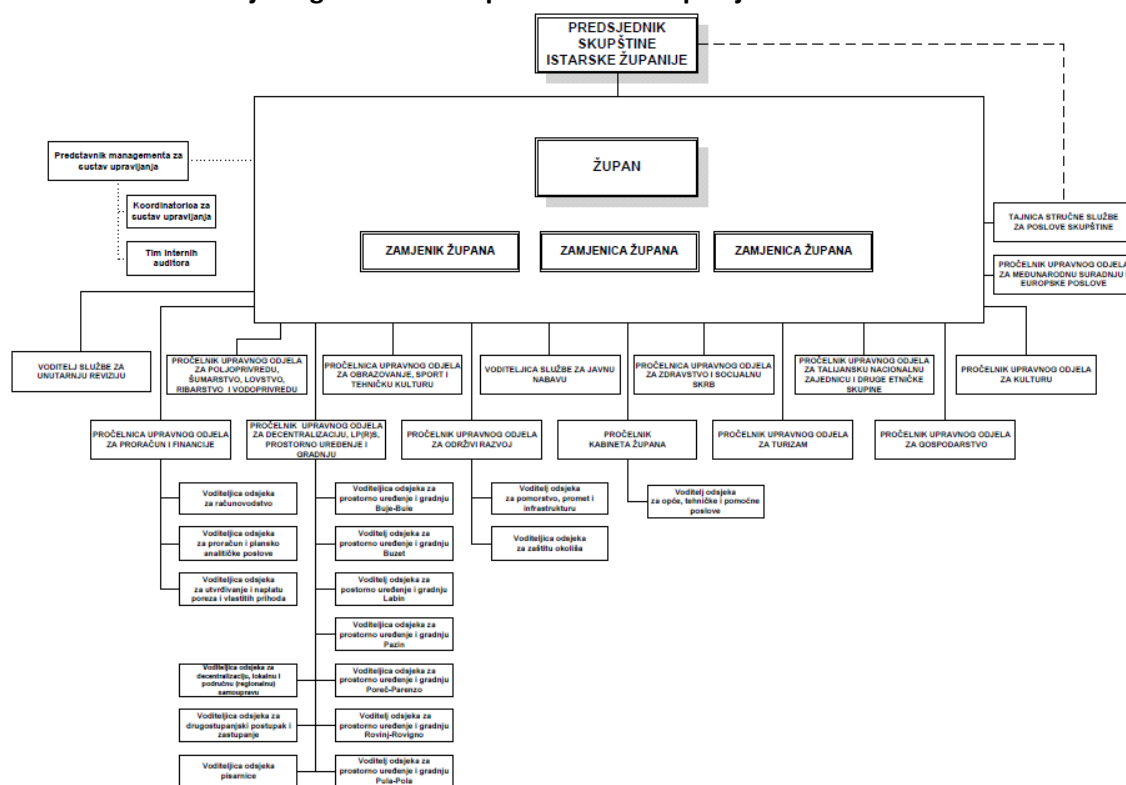 PREDSJEDNIK
SKUPŠTINE
ISTARSKE ŽUPANIJE
ŽUPAN
Predstavnik managementa za
sustav upravljanja
Koordinatorica za
sustav upravljanja
Tim internih
auditora
ZAMJENIK ŽUPANA
ZAMJENICA ŽUPANA
ZAMJENICA ŽUPANA
TAJNICA STRUČNE SLUŽBE
ZA POSLOVE SKUPŠTINE
PROČELNIK UPRAVNOG ODJELA
ZA MEĐUNARODNU SURADNJU I
EUROPSKE POSLOVE
VODITELJ SLUŽBE ZA
UNUTARNJU REVIZIJU
PROČELNIK UPRAVNOG ODJELA
ZA POLJOPRIVREDU,
ŠUMARSTVO, LOVSTVO,
RIBARSTVO I VODOPRIVREDU
PROČELNICA UPRAVNOG ODJELA
ZA OBRAZOVANJE, SPORT I
TEHNIČKU KULTURU
VODITELJICA SLUŽBE ZA JAVNU
NABAVU
PROČELNICA UPRAVNOG ODJELA
ZA ZDRAVSTVO I SOCIJALNU
SKRB
PROČELNIK UPRAVNOG ODJELA
ZA TALIJANSKU NACIONALNU
ZAJEDNICU I DRUGE ETNIČKE
SKUPINE
PROČELNIK UPRAVNOG ODJELA
ZA KULTURU
PROČELNICA UPRAVNOG ODJELA
ZA PRORAČUN I FINANCIJE
PROČELNIK UPRAVNOG ODJELA
ZA DECENTRALIZACIJU, LP(R)S,
PROSTORNO UREĐENJE I
GRADNJU
PROČELNIK UPRAVNOG ODJELA
ZA ODRŽIVI RAZVOJ
PROČELNIK
KABINETA ŽUPANA
PROČELNIK UPRAVNOG ODJELA
ZA TURIZAM
PROČELNIK UPRAVNOG ODJELA
ZA GOSPODARSTVO
Voditeljica odsjeka
za računovodstvo
Voditeljica odsjeka
za proračun i plansko
analitičke poslove
Voditeljica odsjeka
za utvrđivanje i naplatu
poreza i vlastitih prihoda
Voditeljica odsjeka za
prostorno uređenje i gradnju
Buje-Buie
Voditelj odsjeka za
prostorno uređenje i gradnju
Buzet
Voditelj odsjeka za
postorno uređenje i gradnju
Labin
Voditeljica odsjeka za
prostorno uređenje i gradnju
Pazin
Voditeljica odsjeka za
decentralizaciju, lokalnu i
područnu (regionalnu)
samoupravu
Voditeljica odsjeka za
prostorno uređenje i gradnju
Poreč-Parenzo
Voditeljica odsjeka za
drugostupanjski postupak i
zastupanje
Voditelj odsjeka za
prostorno uređenje i gradnju
Rovinj-Rovigno
Voditeljica odsjeka
pisarnice
Voditelj odsjeka za
prostorno uređenje i gradnju
Pula-Pola
Voditelj odsjeka
za pomorstvo, promet i
infrastrukturu
Voditeljica odsjeka
za zaštitu okoliša
Voditelj odsjeka
za opće, tehničke i pomoćne
poslove